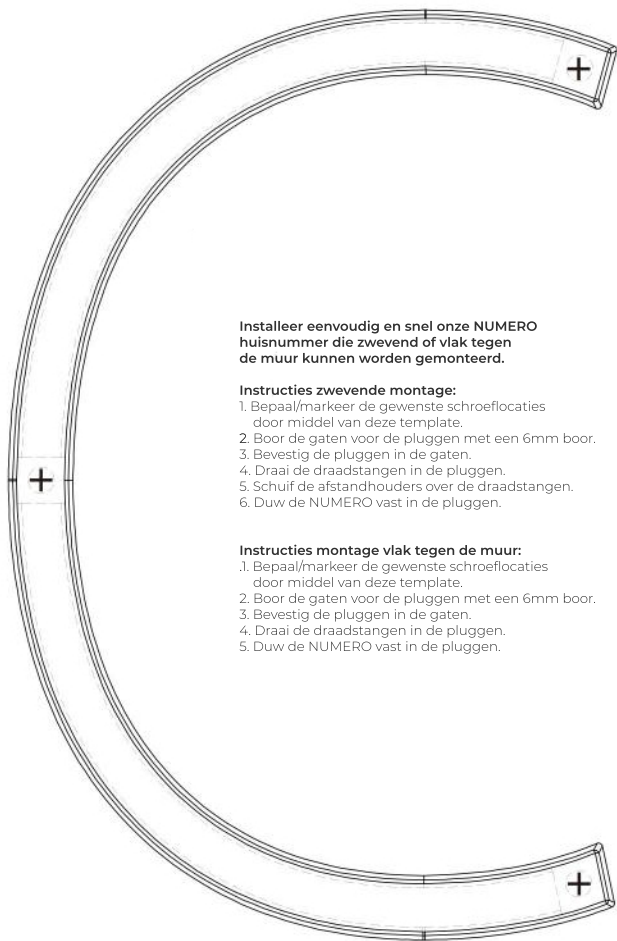 Installeer eenvoudig en snel onze NUMERO
huisnummer die zwevend of vlak tegen
de muur kunnen worden gemonteerd.
Instructies zwevende montage:
1. Bepaal/markeer de gewenste schroeflocaties
door middel van deze template.
2. Boor de gaten voor de pluggen met een 6mm boor.
3. Bevestig de pluggen in de gaten.
4. Draai de draadstangen in de pluggen.
5. Schuif de afstandhouders over de draadstangen.
6. Duw de NUMERO vast in de pluggen.
Instructies montage vlak tegen de muur:
.1. Bepaal/markeer de gewenste schroeflocaties
door middel van deze template.
2. Boor de gaten voor de pluggen met een 6mm boor.
3. Bevestig de pluggen in de gaten.
4. Draai de draadstangen in de pluggen.
5. Duw de NUMERO vast in de pluggen.